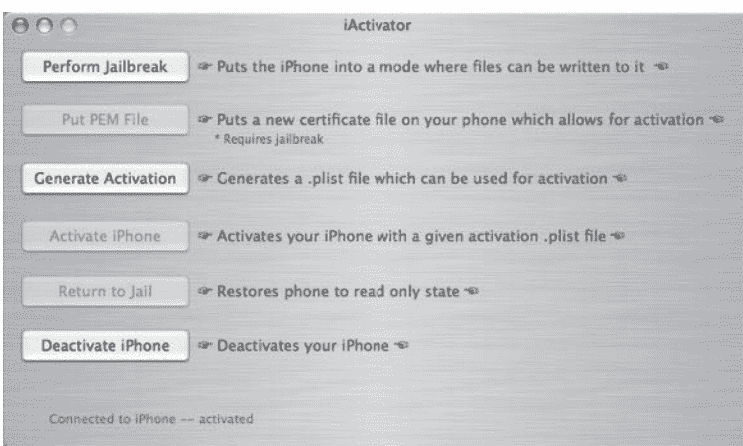 iActivator
Perform Jailbreak ☞ Puts the iPhone into a mode where files can be written to it ☜
Put PEM File ☞ Puts a new certificate file on your phone which allows for activation ☜
* Requires jailbreak
Generate Activation ☞ Generates a .plist file which can be used for activation ☜
Activate iPhone ☞ Activates your iPhone with a given activation .plist file ☜
Return to Jail ☞ Restores phone to read only state ☜
Deactivate iPhone ☞ Deactivates your iPhone ☜
Connected to iPhone -- activated